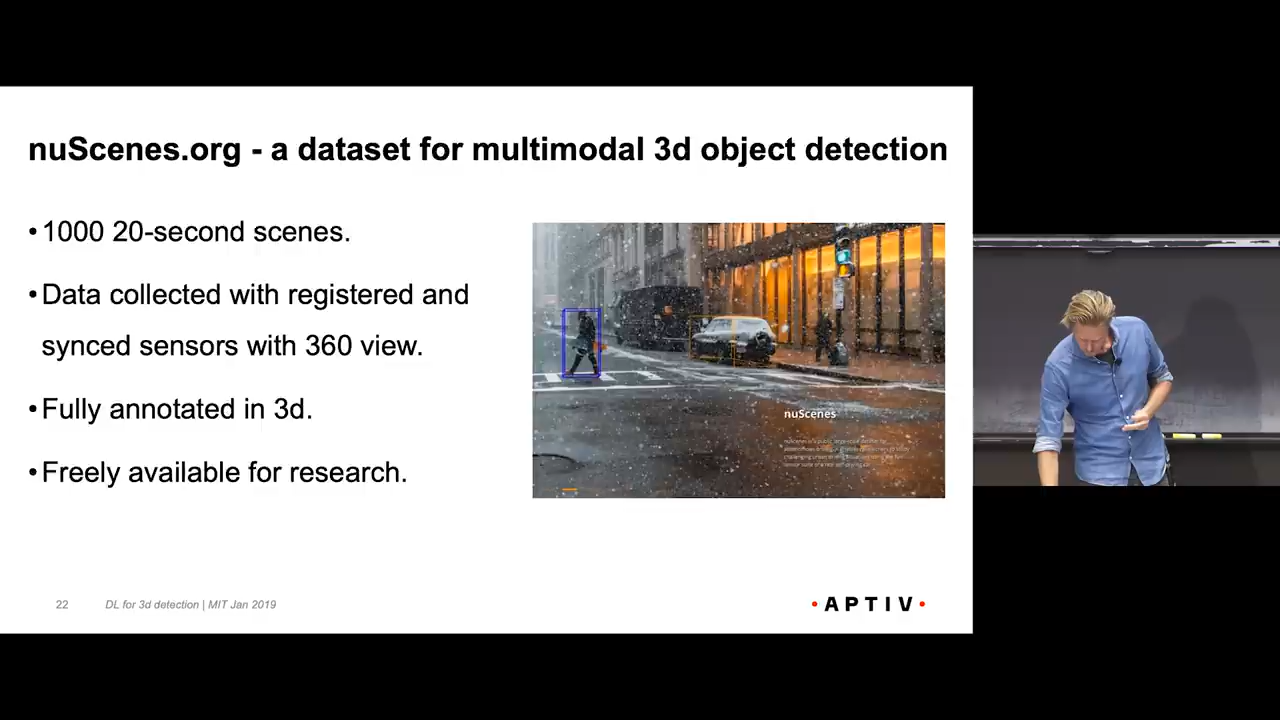 nuScenes.org - a dataset for multimodal 3d object detection
•1000 20-second scenes.
•Data collected with registered and
synced sensors with 360 view.
•Fully annotated in 3d.
•Freely available for research.
nuScenes
22
DL for 3d detection | MIT Jan 2019
• A P T I V •